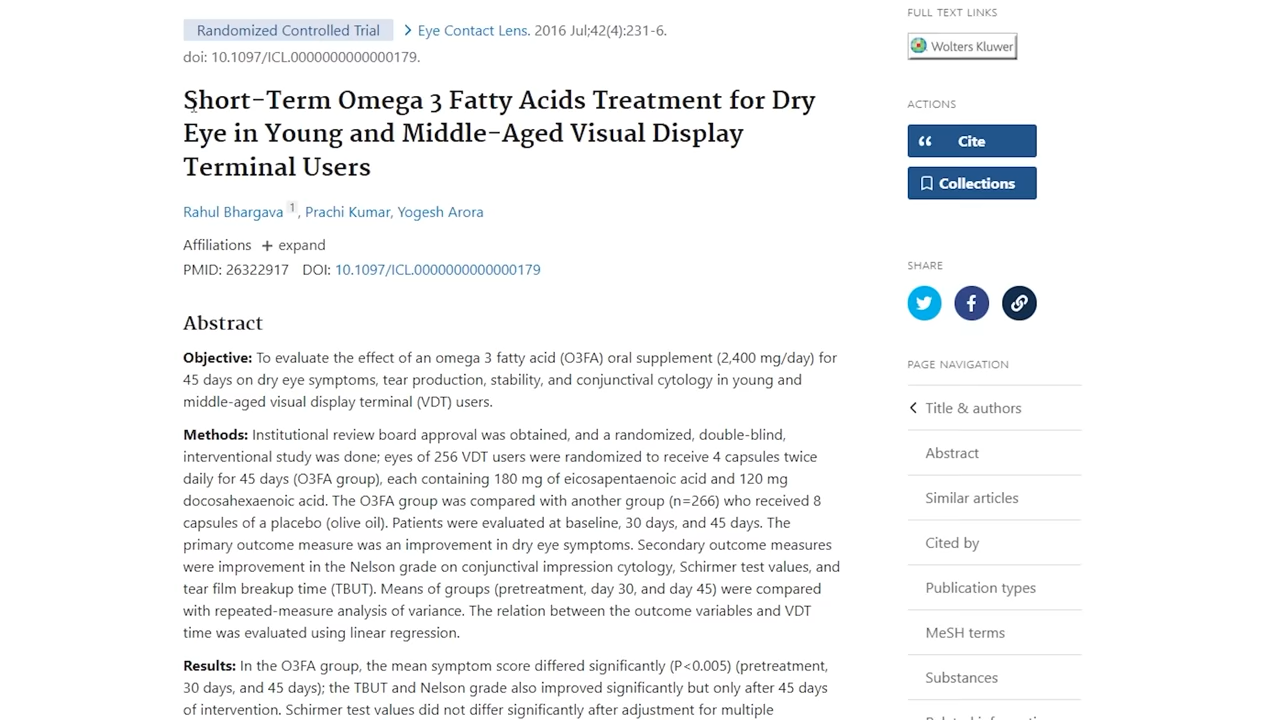 Randomized Controlled Trial > Eye Contact Lens. 2016 Jul;42(4):231-6.
doi: 10.1097/ICL.0000000000000179.
Short-Term Omega 3 Fatty Acids Treatment for Dry
Eye in Young and Middle-Aged Visual Display
Terminal Users
Rahul Bhargava 1, Prachi Kumar, Yogesh Arora
Affiliations + expand
PMID: 26322917 DOI: 10.1097/ICL.0000000000000179
Abstract
Objective: To evaluate the effect of an omega 3 fatty acid (O3FA) oral supplement (2,400 mg/day) for
45 days on dry eye symptoms, tear production, stability, and conjunctival cytology in young and
middle-aged visual display terminal (VDT) users.
Methods: Institutional review board approval was obtained, and a randomized, double-blind,
interventional study was done; eyes of 256 VDT users were randomized to receive 4 capsules twice
daily for 45 days (O3FA group), each containing 180 mg of eicosapentaenoic acid and 120 mg
docosahexaenoic acid. The O3FA group was compared with another group (n=266) who received 8
capsules of a placebo (olive oil). Patients were evaluated at baseline, 30 days, and 45 days. The
primary outcome measure was an improvement in dry eye symptoms. Secondary outcome measures
were improvement in the Nelson grade on conjunctival impression cytology, Schirmer test values, and
tear film breakup time (TBUT). Means of groups (pretreatment, day 30, and day 45) were compared
with repeated-measure analysis of variance. The relation between the outcome variables and VDT
time was evaluated using linear regression.
Results: In the O3FA group, the mean symptom score differed significantly (P<0.005) (pretreatment,
30 days, and 45 days); the TBUT and Nelson grade also improved significantly but only after 45 days
of intervention. Schirmer test values did not differ significantly after adjustment for multiple
FULL TEXT LINKS
Wolters Kluwer
ACTIONS
Cite
Collections
SHARE
PAGE NAVIGATION
Title & authors
Abstract
Similar articles
Cited by
Publication types
MeSH terms
Substances